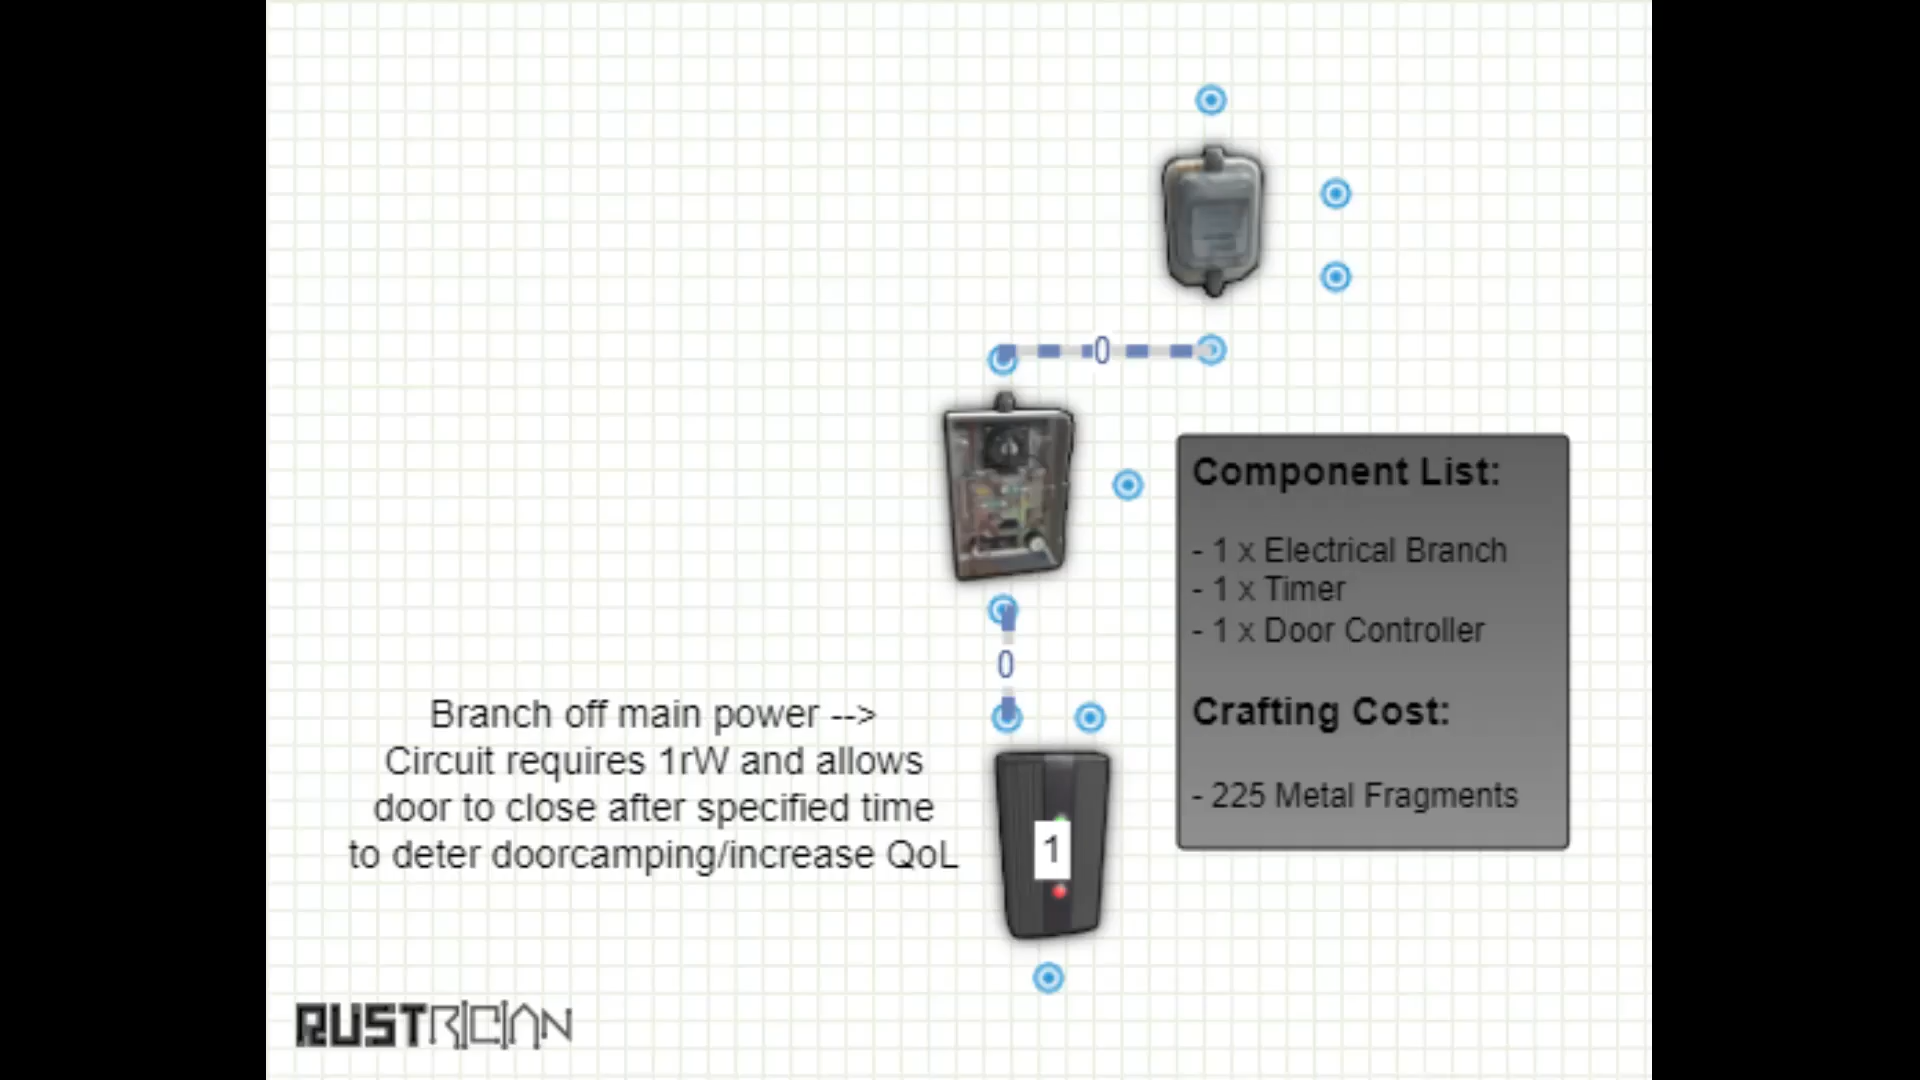 0
0
Branch off main power -->
Circuit requires 1rW and allows
door to close after specified time
to deter doorcamping/increase QoL
1
Component List:
- 1 x Electrical Branch
- 1 x Timer
- 1 x Door Controller
Crafting Cost:
- 225 Metal Fragments
RUSTRICIAN